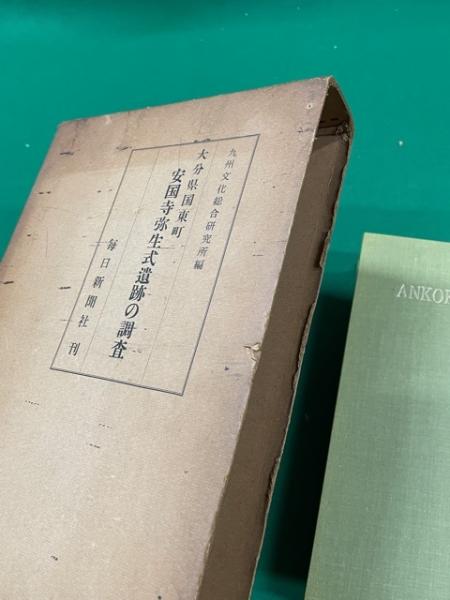 九州文化総合研究所編
大分県国東町
安国寺弥生式遺跡の調査
毎日新聞社 刊
ANKOK